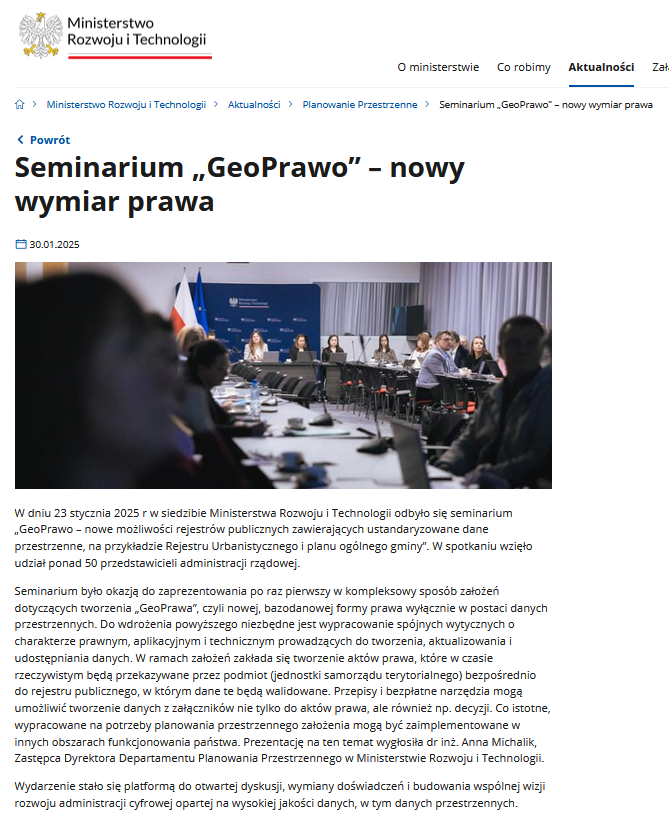 Ministerstwo
Rozwoju i Technologii
O ministerstwie Co robimy Aktualności
Ministerstwo Rozwoju i Technologii Aktualności Planowanie Przestrzenne Seminarium „GeoPrawo” – nowy wymiar prawa
Powrót
Seminarium „GeoPrawo” – nowy
wymiar prawa
30.01.2025
Ministerstwo
Rozwoju i Technologii
W dniu 23 stycznia 2025 r w siedzibie Ministerstwa Rozwoju i Technologii odbyło się seminarium
„GeoPrawo – nowe możliwości rejestrów publicznych zawierających ustandaryzowane dane
przestrzenne, na przykładzie Rejestru Urbanistycznego i planu ogólnego gminy”. W spotkaniu wzięło
udział ponad 50 przedstawicieli administracji rządowej.
Seminarium było okazją do zaprezentowania po raz pierwszy w kompleksowy sposób założeń
dotyczących tworzenia „GeoPrawa”, czyli nowej, bazodanowej formy prawa wyłącznie w postaci danych
przestrzennych. Do wdrożenia powyższego niezbędne jest wypracowanie spójnych wytycznych o
charakterze prawnym, aplikacyjnym i technicznym prowadzących do tworzenia, aktualizowania i
udostępniania danych. W ramach założeń zakłada się tworzenie aktów prawa, które w czasie
rzeczywistym będą przekazywane przez podmiot (jednostki samorządu terytorialnego) bezpośrednio
do rejestru publicznego, w którym dane te będą walidowane. Przepisy i bezpłatne narzędzia mogą
umożliwić tworzenie danych z załączników nie tylko do aktów prawa, ale również np. decyzji. Co istotne,
wypracowane na potrzeby planowania przestrzennego założenia mogą być zaimplementowane w
innych obszarach funkcjonowania państwa. Prezentację na ten temat wygłosiła dr inż. Anna Michalik,
Zastępca Dyrektora Departamentu Planowania Przestrzennego w Ministerstwie Rozwoju i Technologii.
Wydarzenie stało się platformą do otwartej dyskusji, wymiany doświadczeń i budowania wspólnej wizji
rozwoju administracji cyfrowej opartej na wysokiej jakości danych, w tym danych przestrzennych.